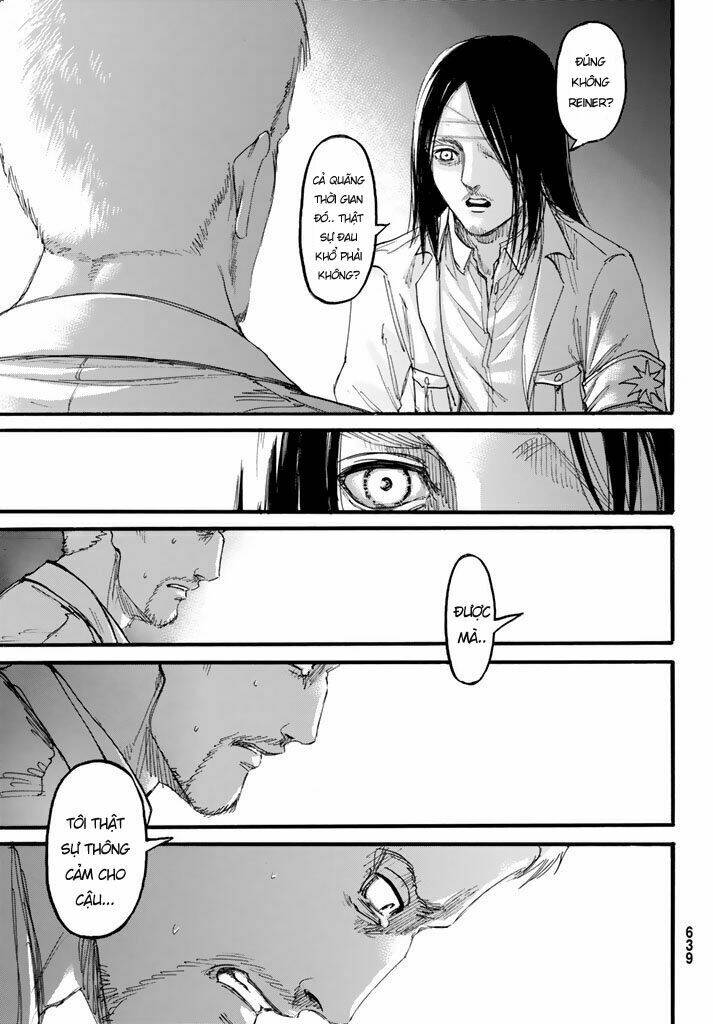 ĐÚNG
KHÔNG
REINER?
CẢ QUÃNG
THỜI GIAN
ĐÓ.. THẬT
SỰ ĐAU
KHỔ PHẢI
KHÔNG?
ĐƯỢC
MÀ..
TÔI THẬT
SỰ THÔNG
CẢM CHO
CẬU...
639